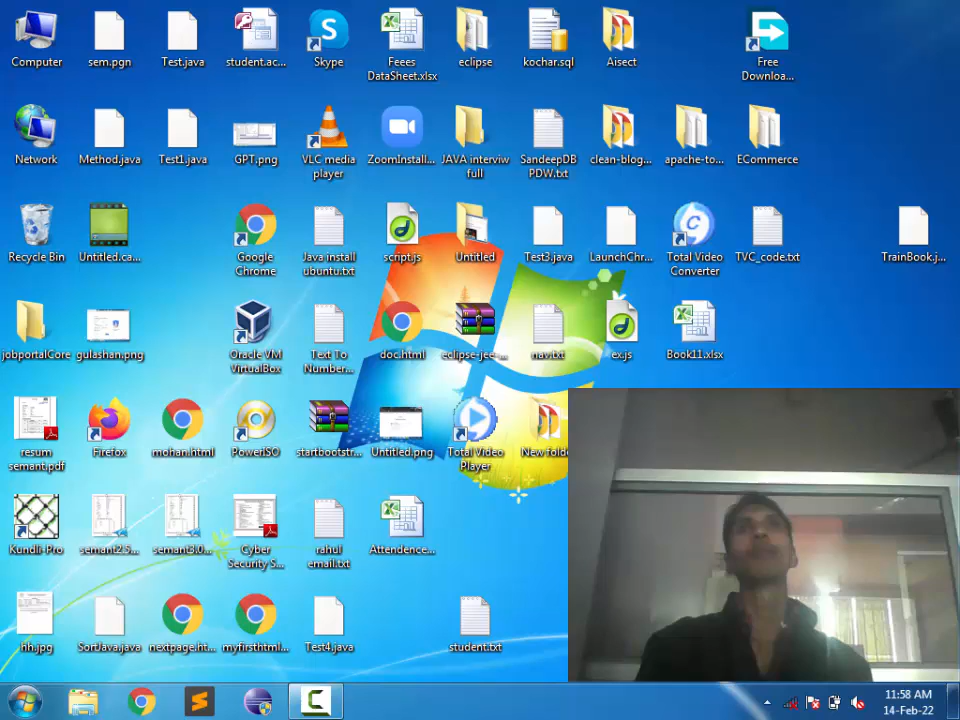 Computer
sem.pgn
Test.java
student.ac...
Skype
Feees
DataSheet.xlsx
eclipse
kochar.sql
Aisect
Free
Downloa...
Network
Method.java
Test1.java
GPT.png
VLC media
player
ZoomInstall...
JAVA interviw
full
SandeepDB
PDW.txt
clean-blog...
apache-to...
ECommerce
Recycle Bin
Untitled.ca...
Google
Chrome
Java install
ubuntu.txt
script.js
Untitled
Test3.java
LaunchChr...
Total Video
Converter
TVC_code.txt
TrainBook.j...
jobportalCore
gulashan.png
Oracle VM
VirtualBox
Text To
Number...
doc.html
eclipse-jee-...
nav.txt
ex.js
Book11.xlsx
resum
semant.pdf
Firefox
mohan.html
PowerISO
startbootstr...
Untitled.png
Total Video
Player
New folde
Kundli-Pro
semant2.5...
semant3.0...
Cyber
Security S...
rahul
email.txt
Attendence...
hh.jpg
SortJava.java
nextpage.ht...
myfirsthtml...
Test4.java
student.txt
11:58 AM
14-Feb-22